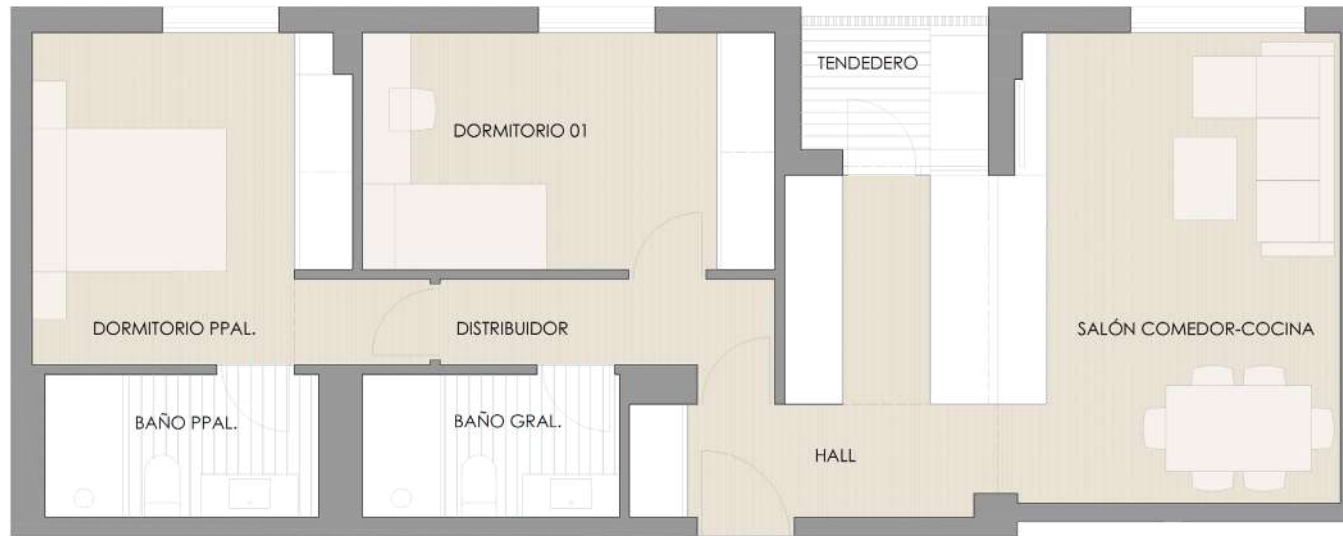 TENDEDERO
DORMITORIO 01
DORMITORIO PPAL.
DISTRIBUIDOR
SALÓN COMEDOR-COCINA
BAÑO PPAL.
BAÑO GRAL.
HALL